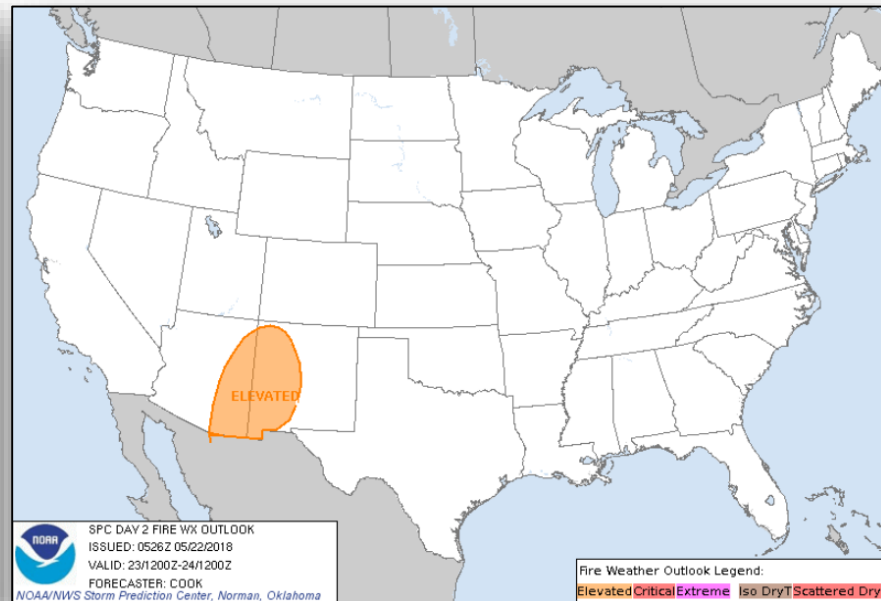 ELEVATED
NOAA
SPC DAY 2 FIRE WX OUTLOOK
ISSUED: 0526Z 05/22/2018
VALID: 23/1200Z-24/1200Z
FORECASTER: COOK
NOAA/NWS Storm Prediction Center, Norman, Oklahoma
Fire Weather Outlook Legend:
Elevated Critical Extreme Iso DryT Scattered Dry